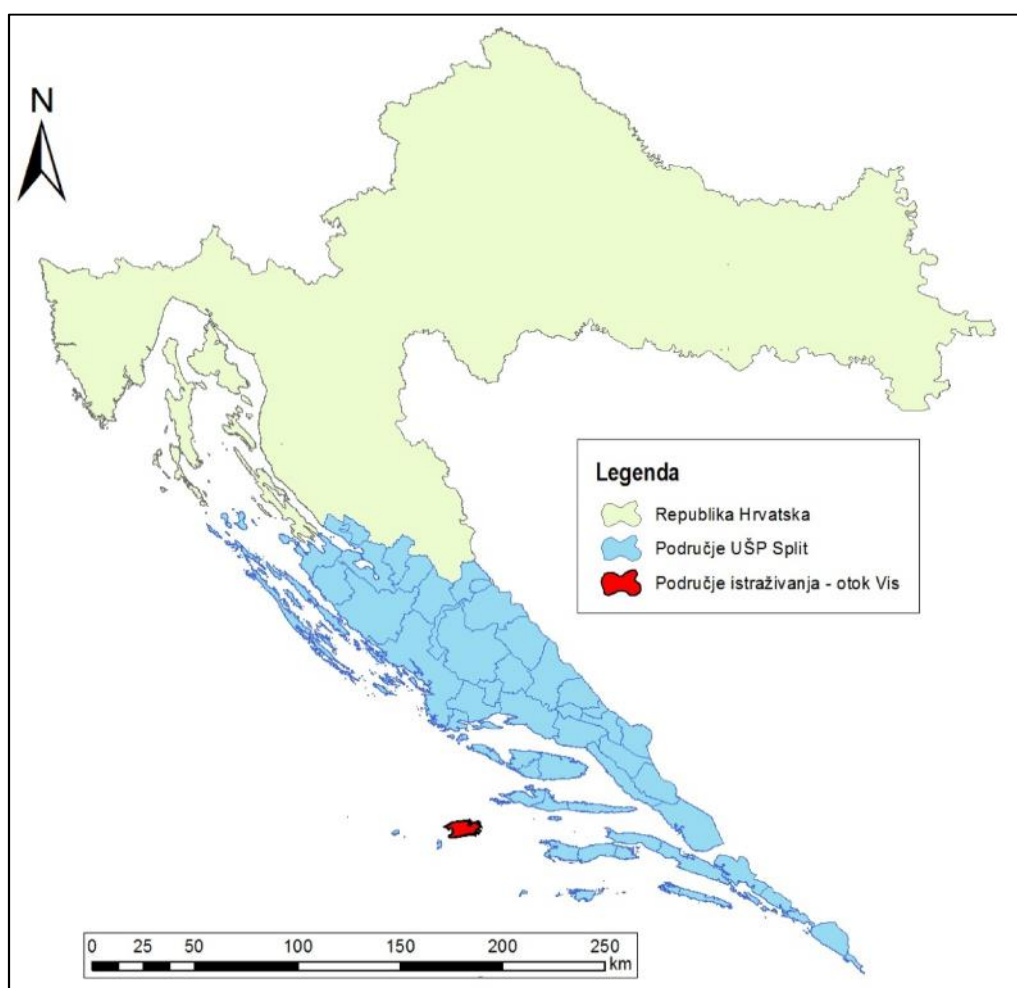 N
Legenda
Republika Hrvatska
Područje UŠP Split
Područje istraživanja - otok Vis
0 25 50 100 150 200 250
km